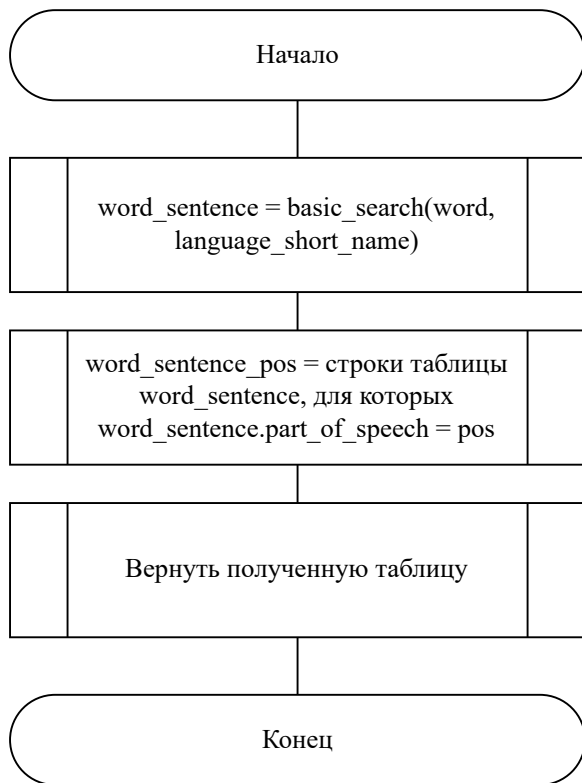 Начало
word_sentence = basic_search(word,
language_short_name)
word_sentence_pos = строки таблицы
word_sentence, для которых
word_sentence.part_of_speech = pos
Вернуть полученную таблицу
Конец